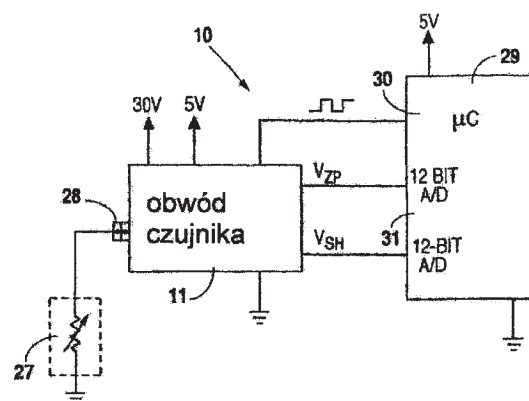 5V
29
10
30
30V
5V
µC
28
obwód
czujnika
V_ZP
12 BIT
A/D
V_SH
31
12-BIT
A/D
11
27